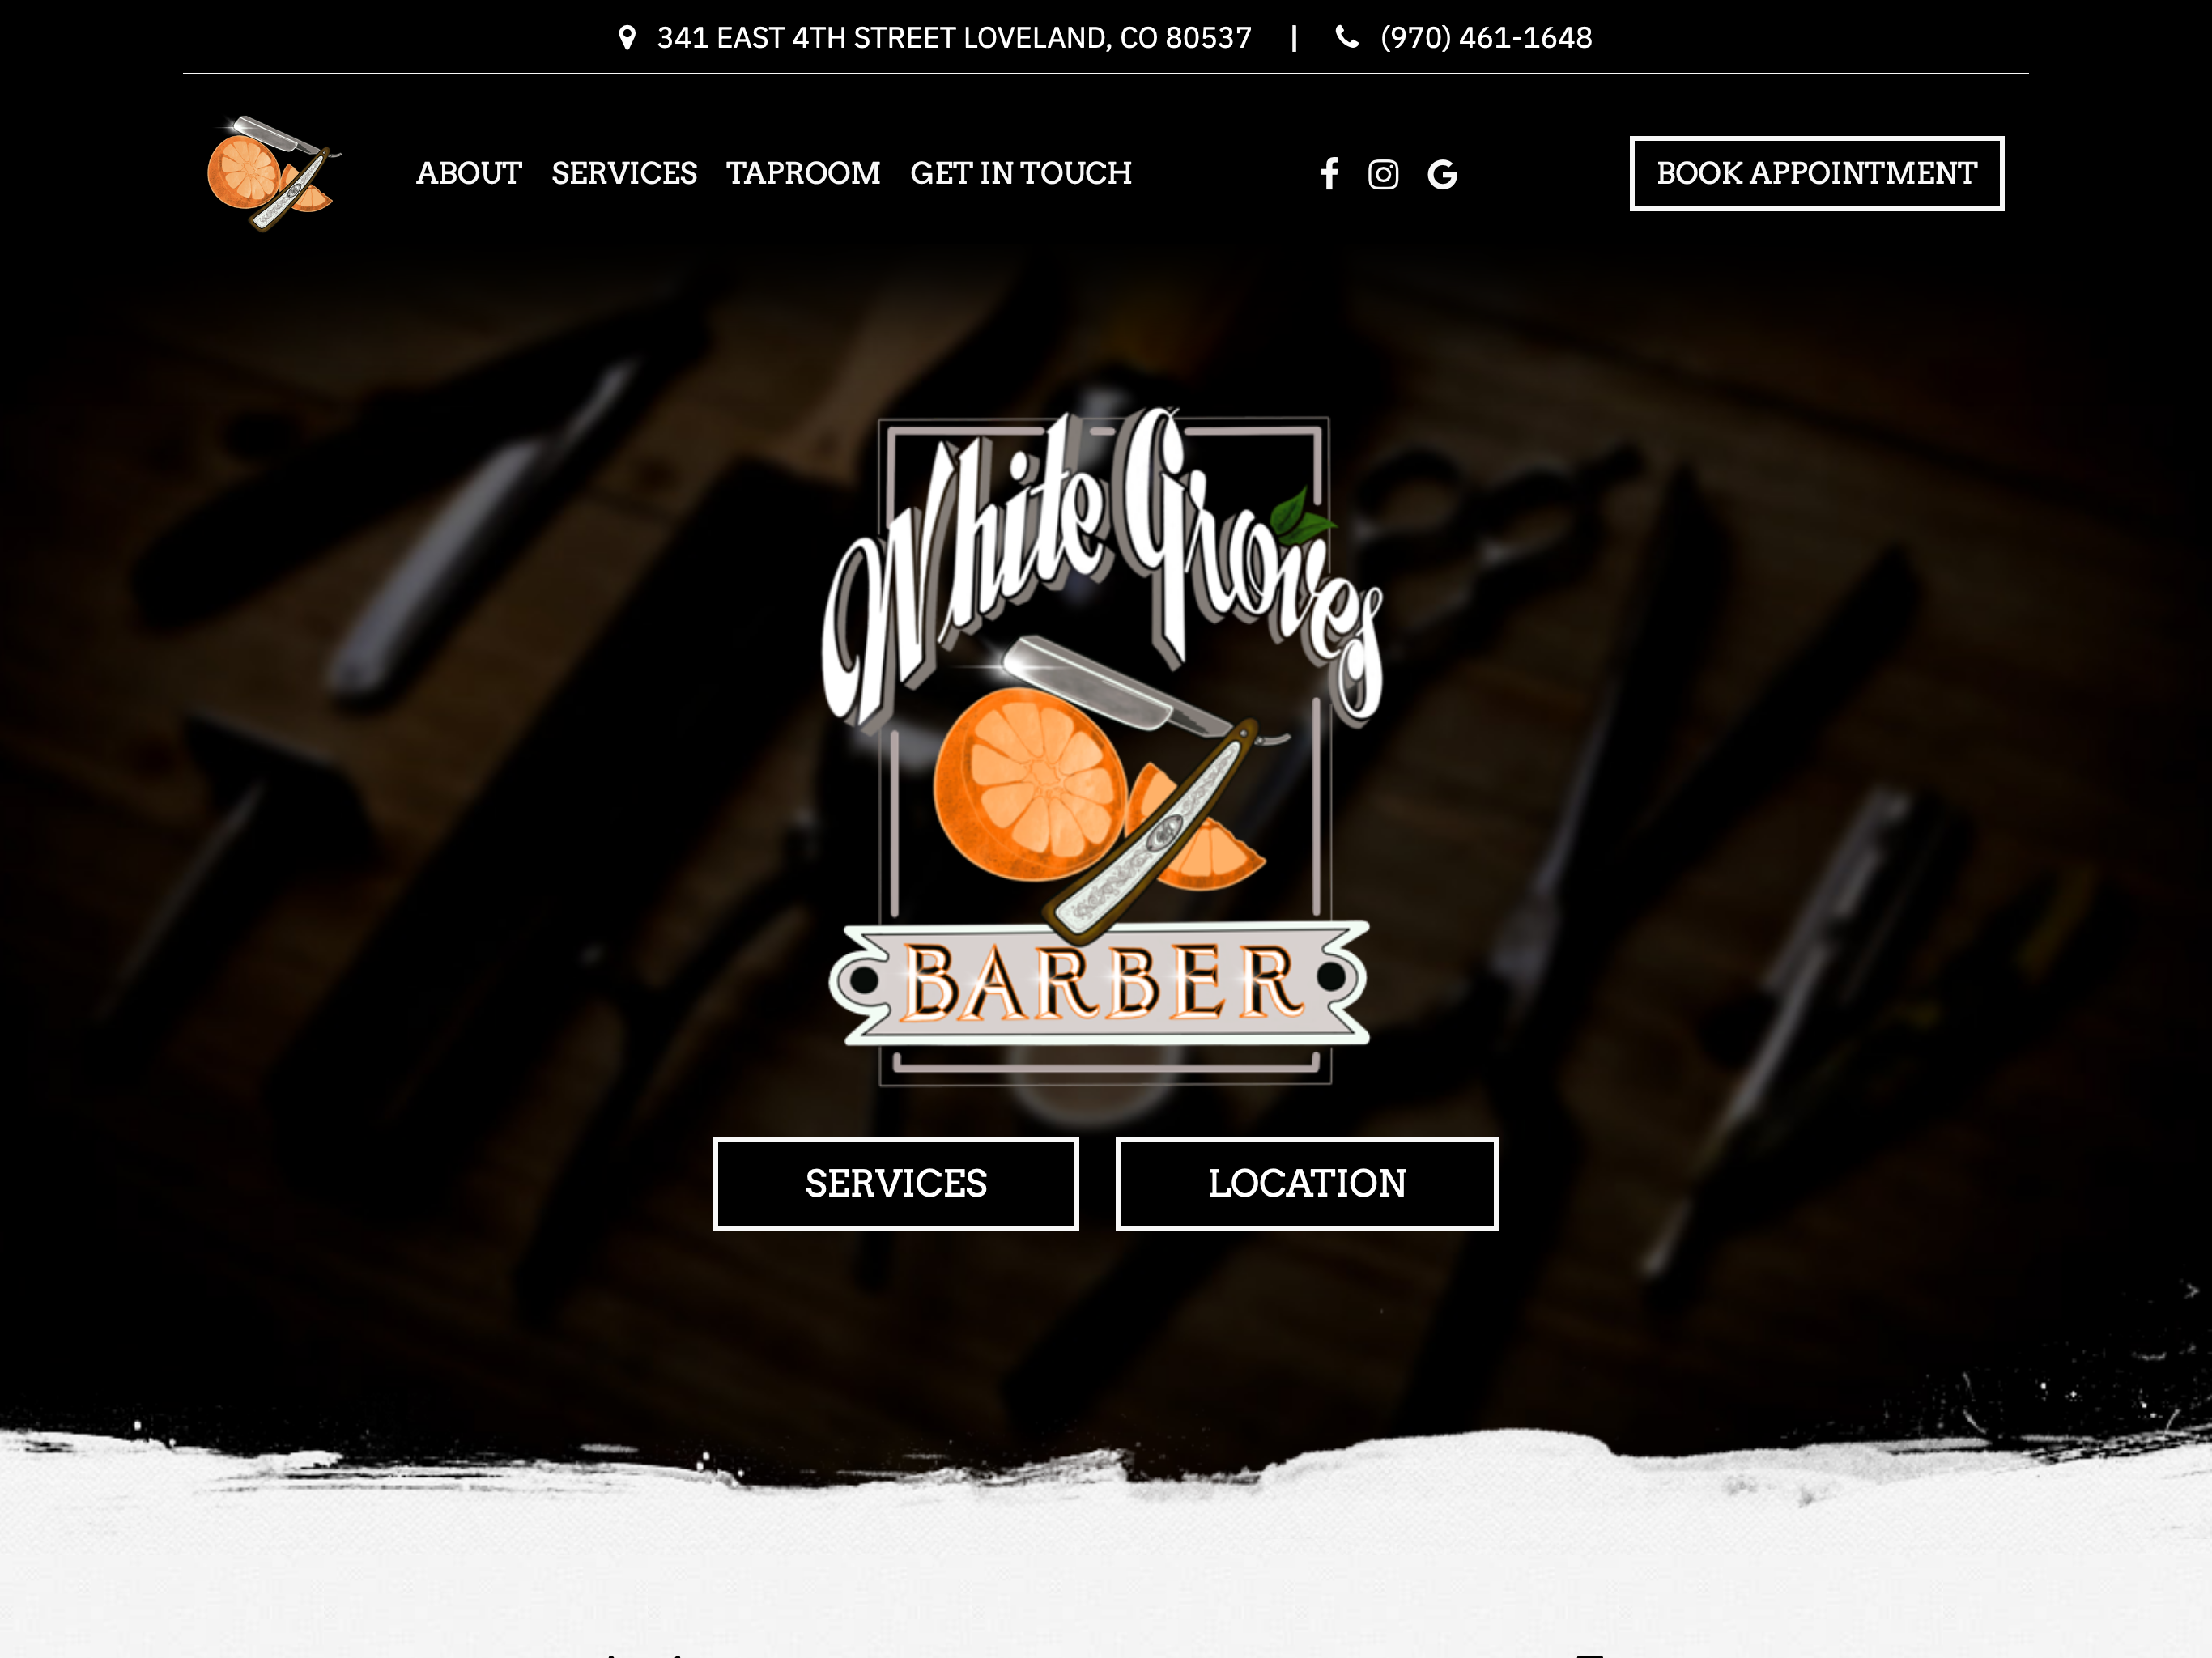 341 EAST 4TH STREET LOVELAND, CO 80537 | (970) 461-1648
ABOUT SERVICES TAPROOM GET IN TOUCH BOOK APPOINTMENT
White Groves
BARBER
SERVICES LOCATION